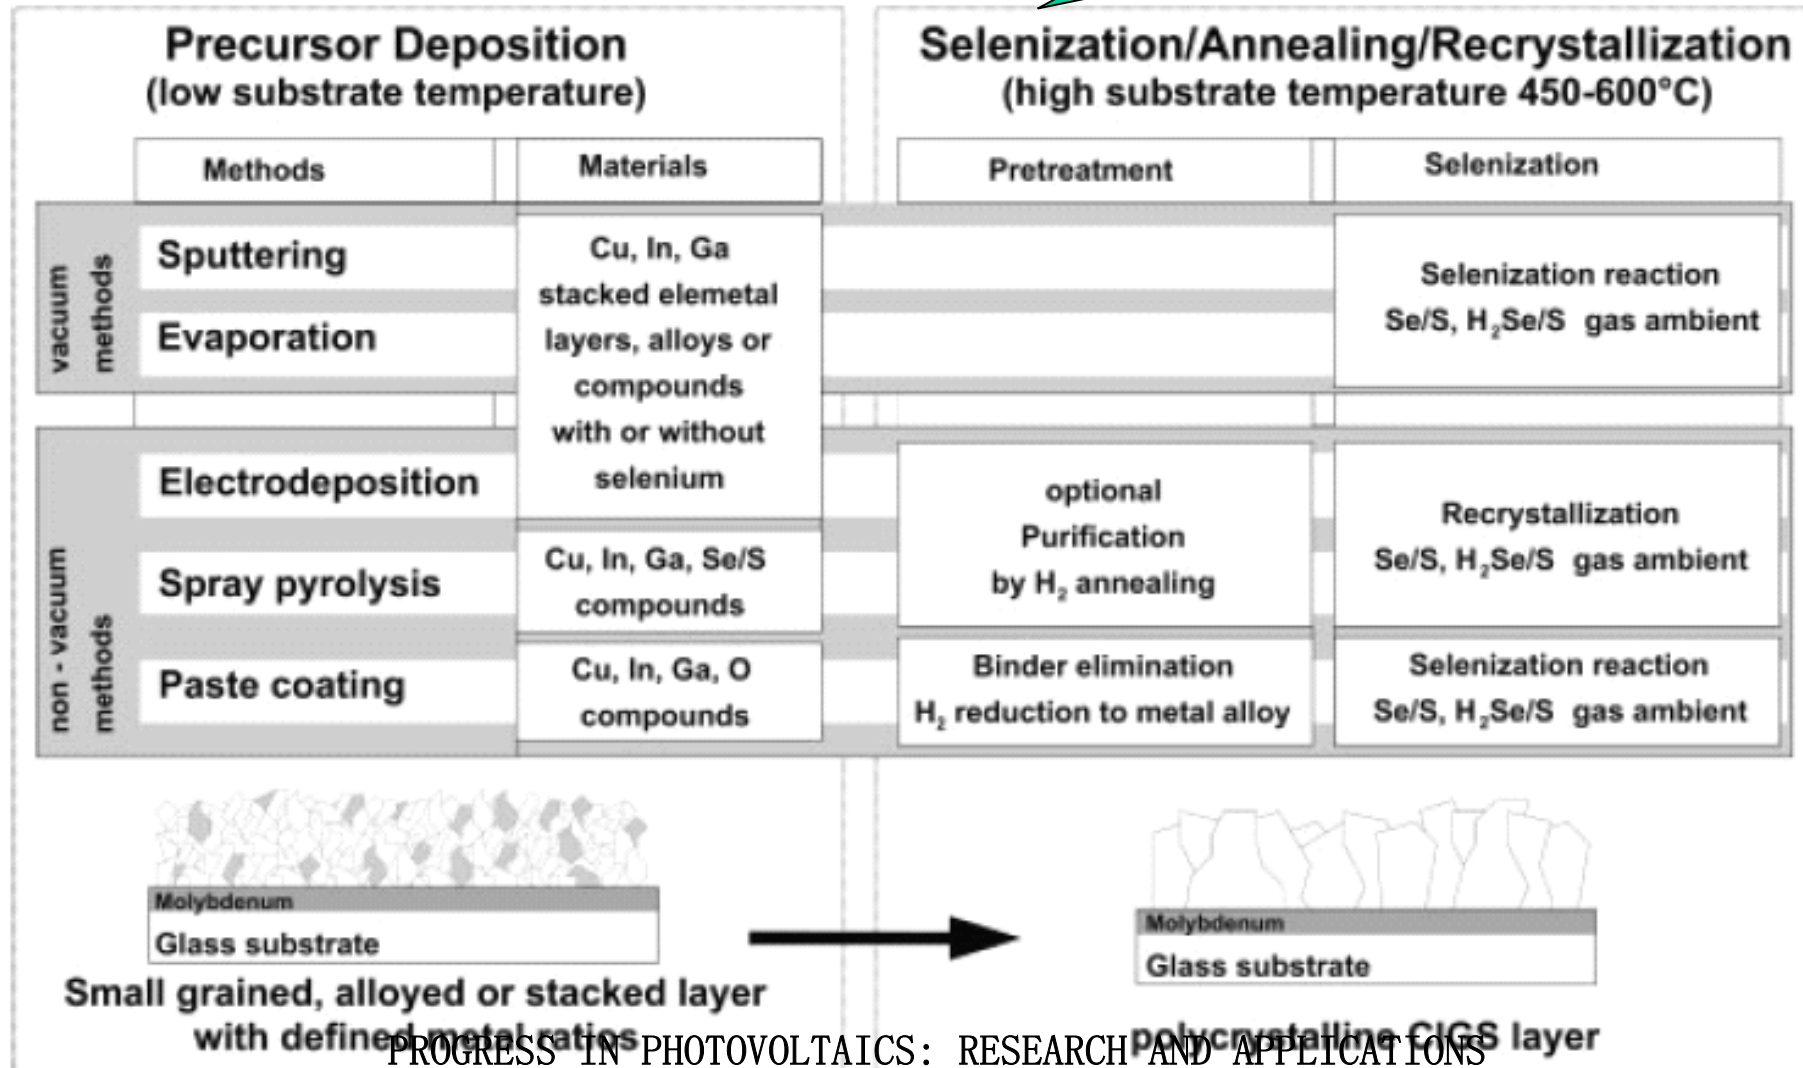 Precursor Deposition
(low substrate temperature)
Selenization/Annealing/Recrystallization
(high substrate temperature 450-600°C)
Methods
Materials
Pretreatment
Selenization
vacuum
methods
Sputtering
Evaporation
Cu, In, Ga
stacked elemetal
layers, alloys or
compounds
with or without
selenium
Selenization reaction
Se/S, H₂Se/S gas ambient
non - vacuum
methods
Electrodeposition
Spray pyrolysis
Paste coating
Cu, In, Ga, Se/S
compounds
Cu, In, Ga, O
compounds
optional
Purification
by H₂ annealing
Recrystallization
Se/S, H₂Se/S gas ambient
Binder elimination
H₂ reduction to metal alloy
Selenization reaction
Se/S, H₂Se/S gas ambient
Molybdenum
Glass substrate
Small grained, alloyed or stacked layer
with defined metal ratios
Molybdenum
Glass substrate
polycrystalline CIGS layer
PROGRESS IN PHOTOVOLTAICS: RESEARCH AND APPLICATIONS